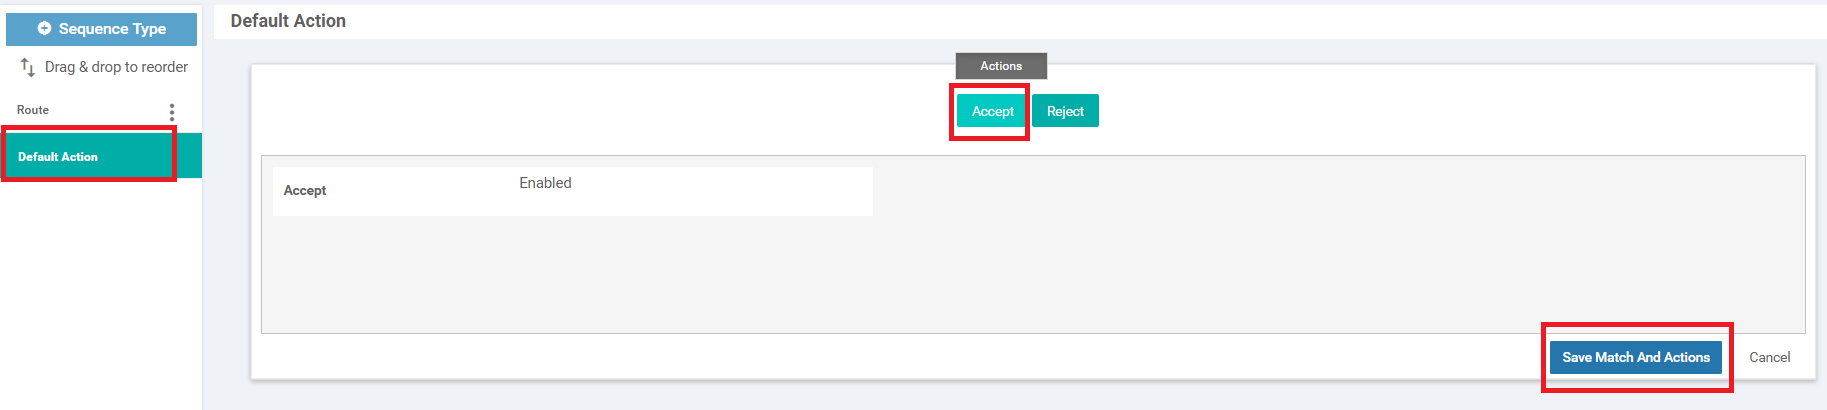 Sequence Type
Drag & drop to reorder
Route
Default Action
Default Action
Actions
Accept Reject
Accept Enabled
Save Match And Actions Cancel